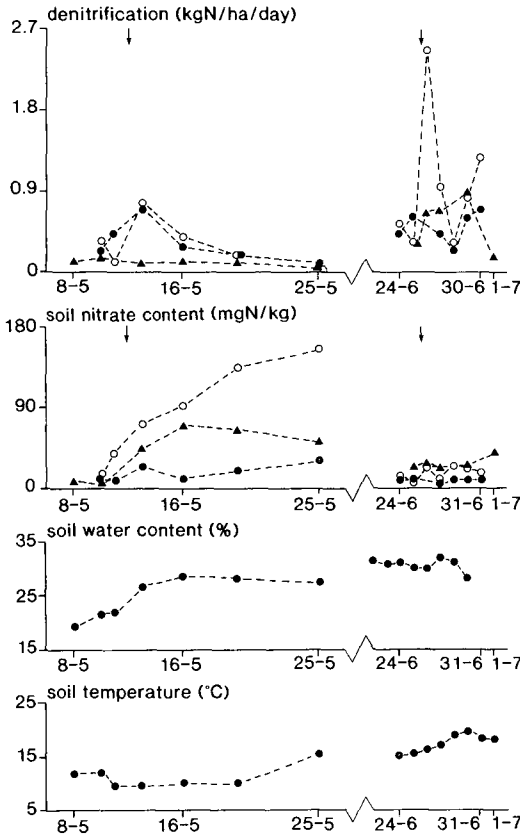 denitrification (kgN/ha/day)
2.7
1.8
0.9
0
8-5 16-5 25-5 24-6 30-6 1-7
soil nitrate content (mgN/kg)
180
90
0
8-5 16-5 25-5 24-6 31-6 1-7
soil water content (%)
35
25
15
8-5 16-5 25-5 24-6 31-6 1-7
soil temperature (°C)
25
15
5
8-5 16-5 25-5 24-6 31-6 1-7